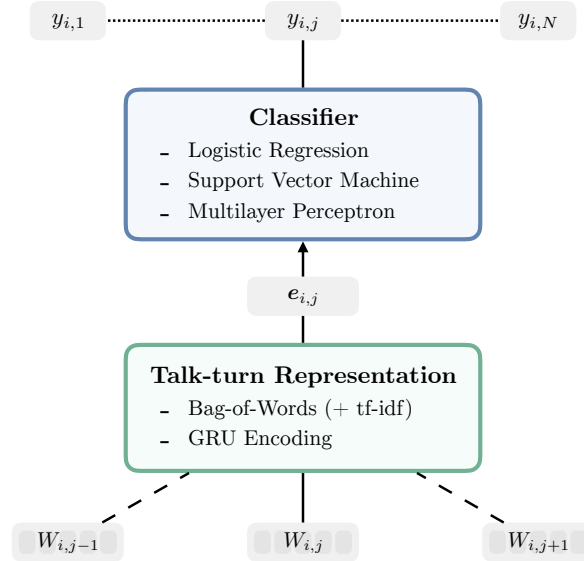 y_{i,1} y_{i,j} y_{i,N}
Classifier
- Logistic Regression
- Support Vector Machine
- Multilayer Perceptron
e_{i,j}
Talk-turn Representation
- Bag-of-Words (+ tf-idf)
- GRU Encoding
W_{i,j−1} W_{i,j} W_{i,j+1}